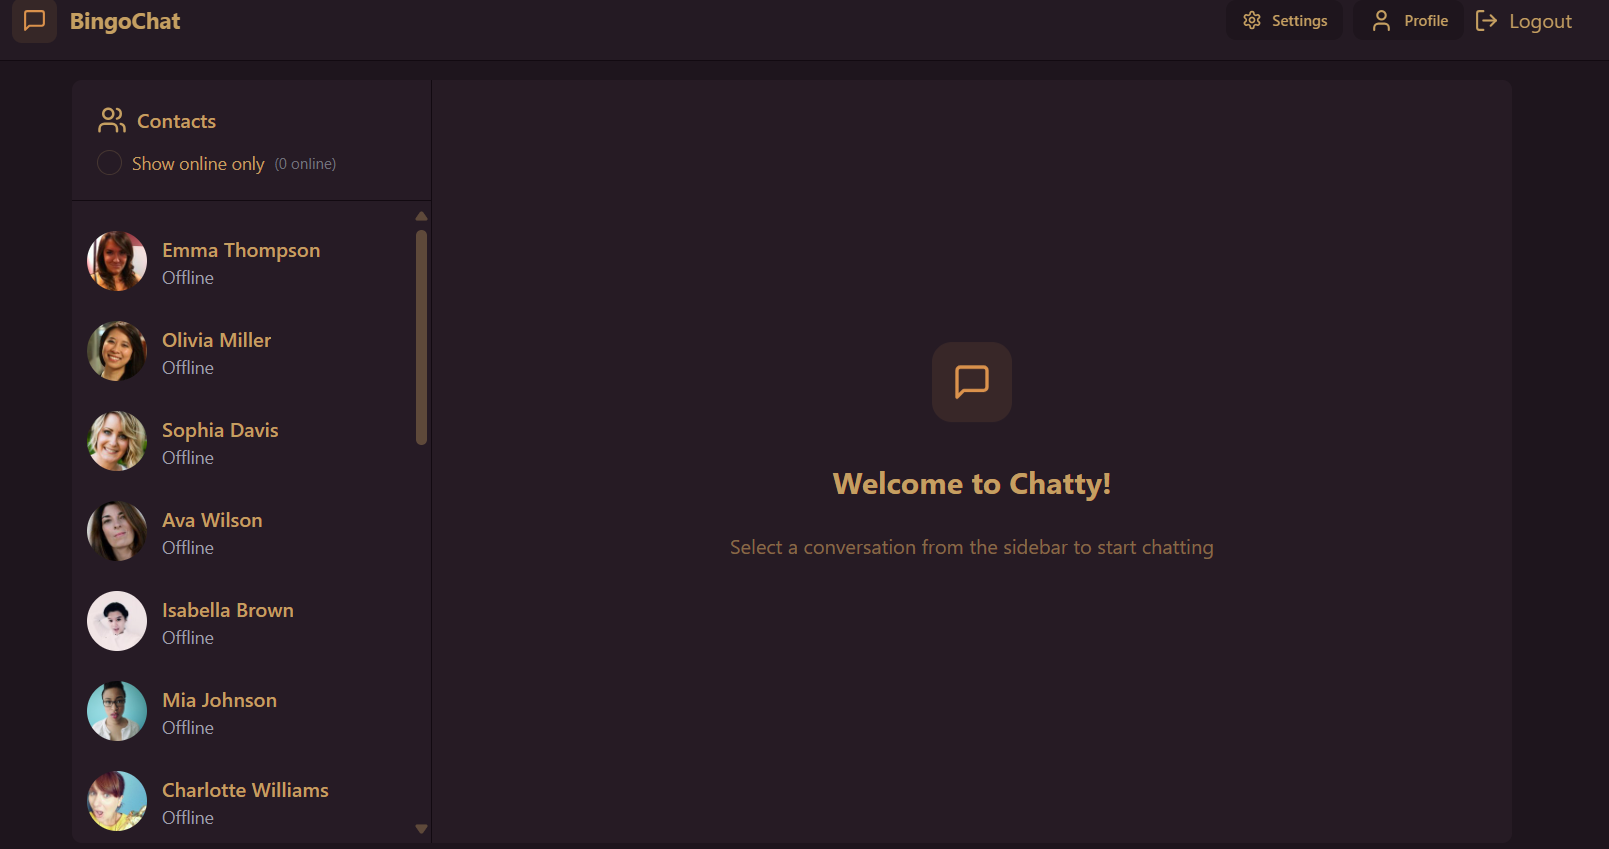 BingoChat
Settings
Profile
Logout
Contacts
Show online only (0 online)
Emma Thompson
Offline
Olivia Miller
Offline
Sophia Davis
Offline
Ava Wilson
Offline
Isabella Brown
Offline
Mia Johnson
Offline
Charlotte Williams
Offline
Welcome to Chatty!
Select a conversation from the sidebar to start chatting